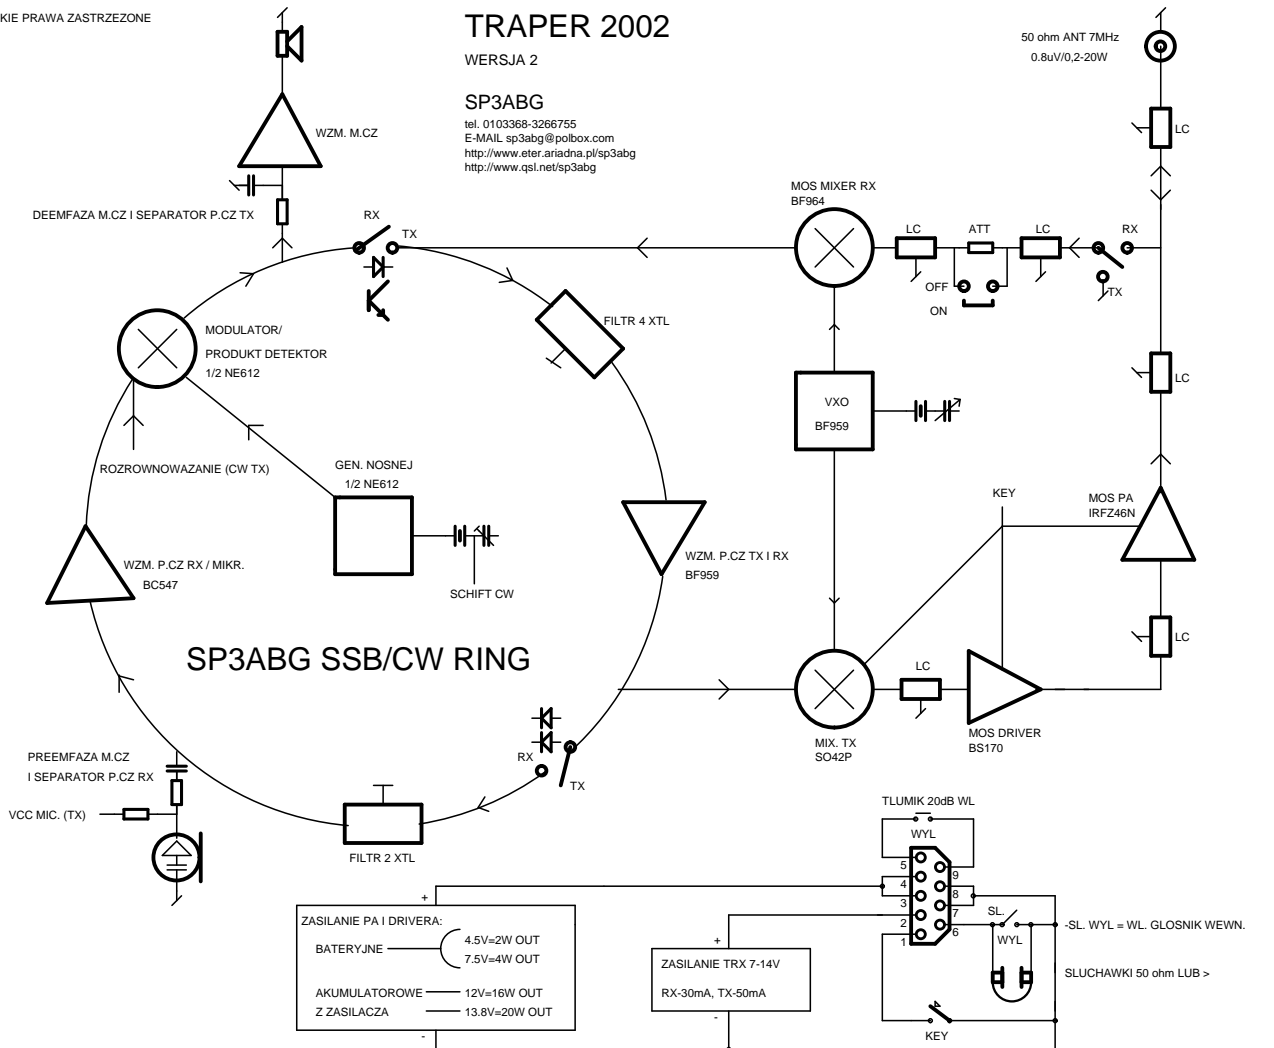 KIE PRAWA ZASTRZEZONE
TRAPER 2002
WERSJA 2
SP3ABG
tel. 0103368-3266755
E-MAIL sp3abg@polbox.com
http://www.eter.ariadna.pl/sp3abg
http://www.qsl.net/sp3abg
50 ohm ANT 7MHz
0.8uV/0,2-20W
LC
WZM. M.CZ
DEEMFAZA M.CZ I SEPARATOR P.CZ TX
RX
TX
MOS MIXER RX
BF964
LC
ATT
LC
RX
OFF
ON
TX
MODULATOR/
PRODUKT DETEKTOR
1/2 NE612
FILTR 4 XTL
VXO
BF959
LC
ROZROWNOWAZANIE (CW TX)
GEN. NOSNEJ
1/2 NE612
SCHIFT CW
WZM. P.CZ RX / MIKR.
BC547
WZM. P.CZ TX I RX
BF959
KEY
MOS PA
IRFZ46N
LC
SP3ABG SSB/CW RING
LC
MIX. TX
SO42P
MOS DRIVER
BS170
PREEMFAZA M.CZ
I SEPARATOR P.CZ RX
VCC MIC. (TX)
RX
TX
FILTR 2 XTL
TLUMIK 20dB WL
WYL
5
9
4
8
3
7
2
6
1
SL.
WYL
-SL. WYL = WL. GLOSNIK WEWN.
SLUCHAWKI 50 ohm LUB >
KEY
+
ZASILANIE PA I DRIVERA:
BATERYJNE
4.5V=2W OUT
7.5V=4W OUT
AKUMULATOROWE
12V=16W OUT
Z ZASILACZA
13.8V=20W OUT
-
+
ZASILANIE TRX 7-14V
RX-30mA, TX-50mA
-